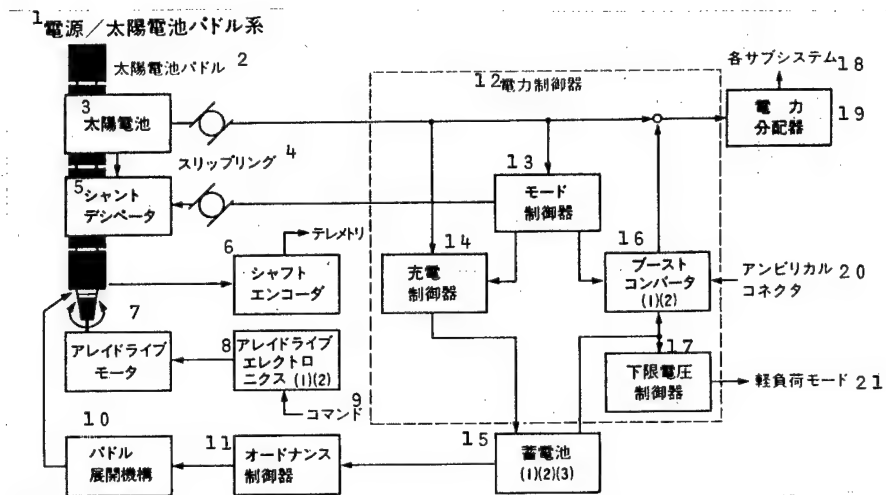 1電源／太陽電池パドル系
太陽電池パドル 2
3
太陽電池
スリップリング 4
5シャント
デシペータ
6
テレメトリ
シャフト
エンコーダ
7
アレイドライブ
モータ
8
アレイドライブ
エレクトロ
ニクス(1)(2)
コマンド9
10
パドル
展開機構
11
オードナンス
制御器
12電力制御器
13
モード
制御器
14
充電
制御器
15
蓄電池
(1)(2)(3)
16
ブースト
コンバータ
(1)(2)
17
下限電圧
制御器
各サブシステム 18
電力
分配器
19
アンビリカル 20
コネクタ
軽負荷モード 21